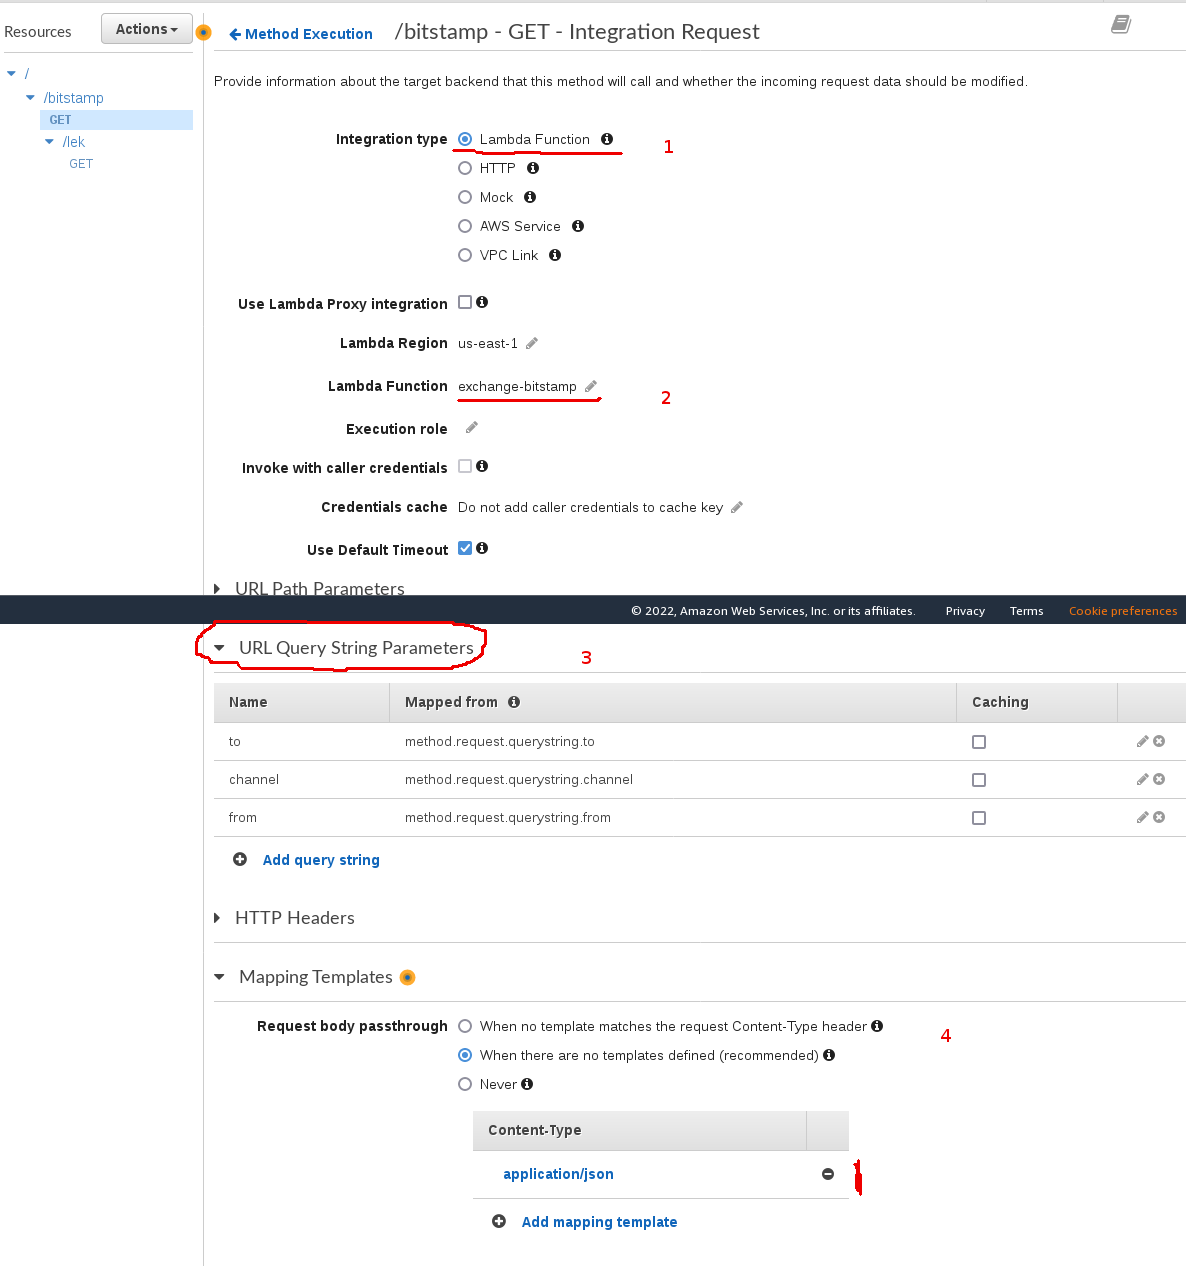 Resources
Actions
Method Execution
/bitstamp - GET - Integration Request
Provide information about the target backend that this method will call and whether the incoming request data should be modified.
/
/bitstamp
GET
/lek
GET
Integration type
Lambda Function
1
HTTP
Mock
AWS Service
VPC Link
Use Lambda Proxy integration
Lambda Region us-east-1
Lambda Function exchange-bitstamp
2
Execution role
Invoke with caller credentials
Credentials cache Do not add caller credentials to cache key
Use Default Timeout
URL Path Parameters
© 2022, Amazon Web Services, Inc. or its affiliates. Privacy Terms Cookie preferences
URL Query String Parameters
3
Name Mapped from Caching
to method.request.querystring.to
channel method.request.querystring.channel
from method.request.querystring.from
Add query string
HTTP Headers
Mapping Templates
Request body passthrough
When no template matches the request Content-Type header
4
When there are no templates defined (recommended)
Never
Content-Type
application/json
Add mapping template